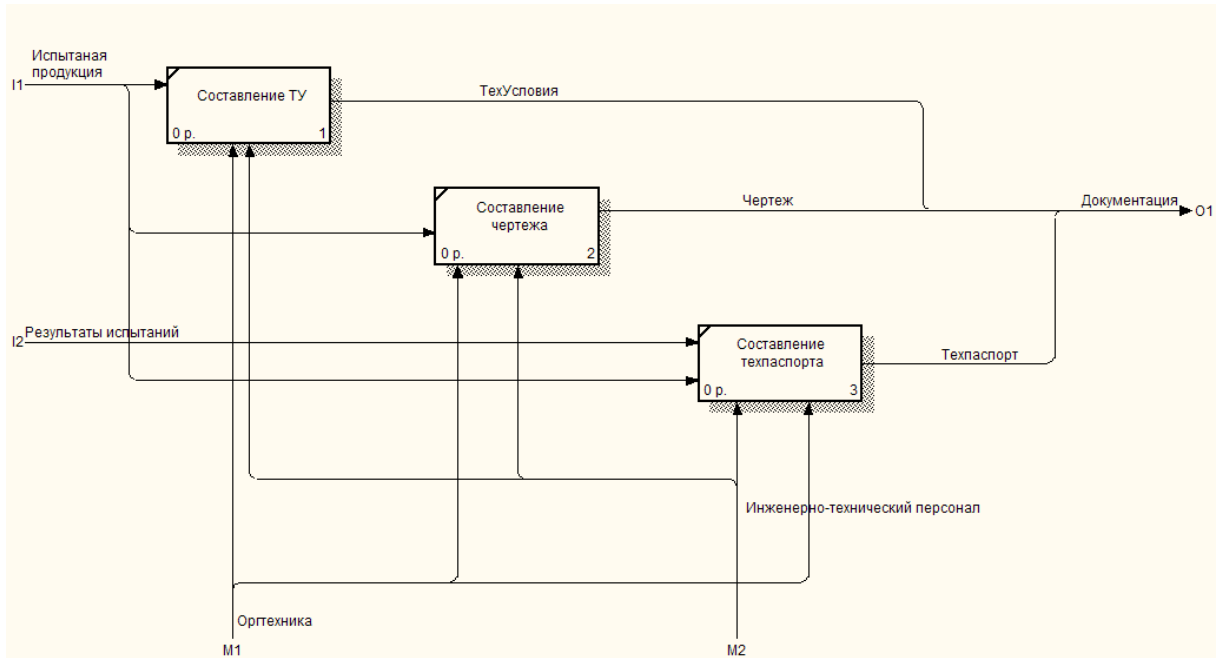 Испытаная
продукция
I1
Составление ТУ
0 р.
1
ТехУсловия
Составление
чертежа
0 р.
2
Чертеж
Документация
O1
Результаты испытаний
I2
Составление
техпаспорта
0 р.
3
Техпаспорт
Инженерно-технический персонал
Оргтехника
M1
M2